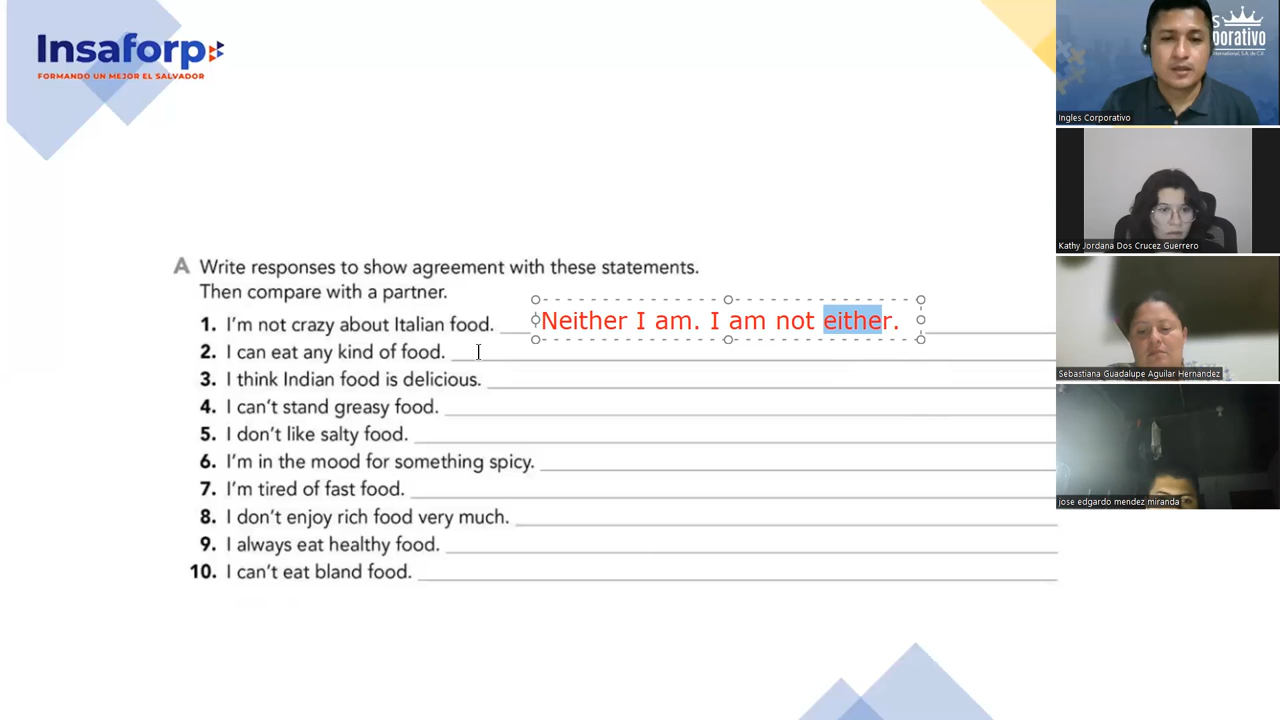 Insaforp
FORMANDO UN MEJOR EL SALVADOR
A Write responses to show agreement with these statements.
Then compare with a partner.
1. I'm not crazy about Italian food. Neither I am. I am not either.
2. I can eat any kind of food.
3. I think Indian food is delicious.
4. I can't stand greasy food.
5. I don't like salty food.
6. I'm in the mood for something spicy.
7. I'm tired of fast food.
8. I don't enjoy rich food very much.
9. I always eat healthy food.
10. I can't eat bland food.
porativo
Ingles Corporativo
Kathy Jordana Dos Crucez Guerrero
Sebastiana Guadalupe Aguilar Hernandez
jose edgardo mendez miranda